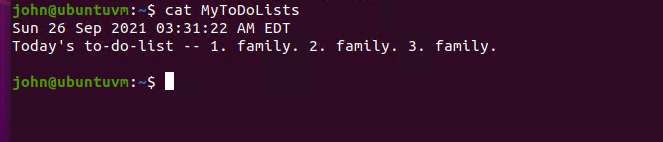 john@ubuntuvm:~$ cat MyToDoLists
Sun 26 Sep 2021 03:31:22 AM EDT
Today's to-do-list -- 1. family. 2. family. 3. family.
john@ubuntuvm:~$